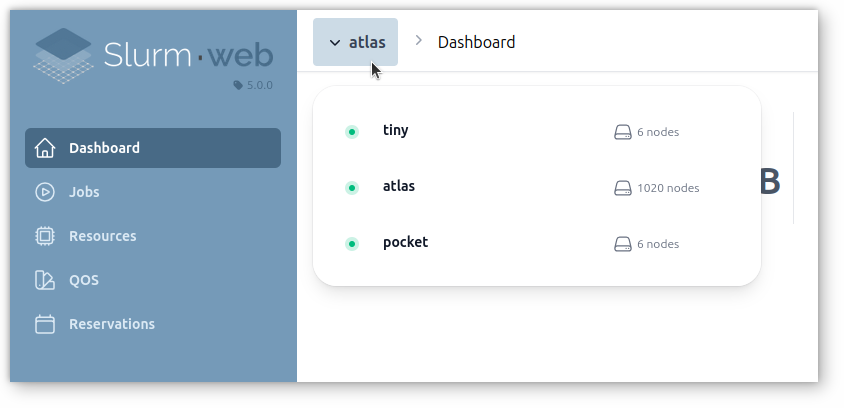 Slurm·web
5.0.0
Dashboard
Jobs
Resources
QOS
Reservations
atlas > Dashboard
tiny 6 nodes
atlas 1020 nodes
pocket 6 nodes
B